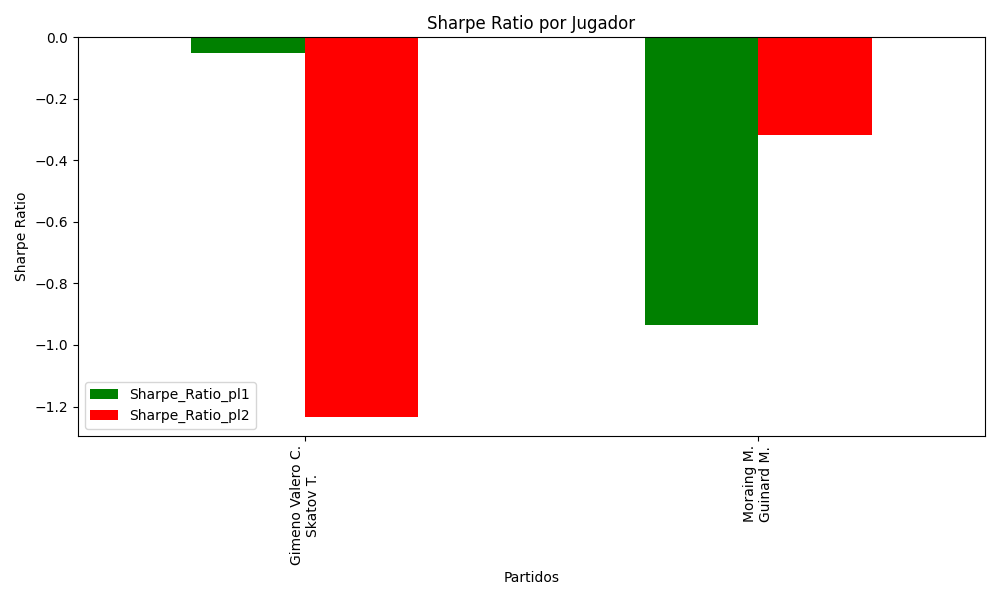 Sharpe Ratio por Jugador
Sharpe Ratio
0.0
−0.2
−0.4
−0.6
−0.8
−1.0
−1.2
Sharpe_Ratio_pl1
Sharpe_Ratio_pl2
Gimeno Valero C.
Skatov T.
Moraing M.
Guinard M.
Partidos